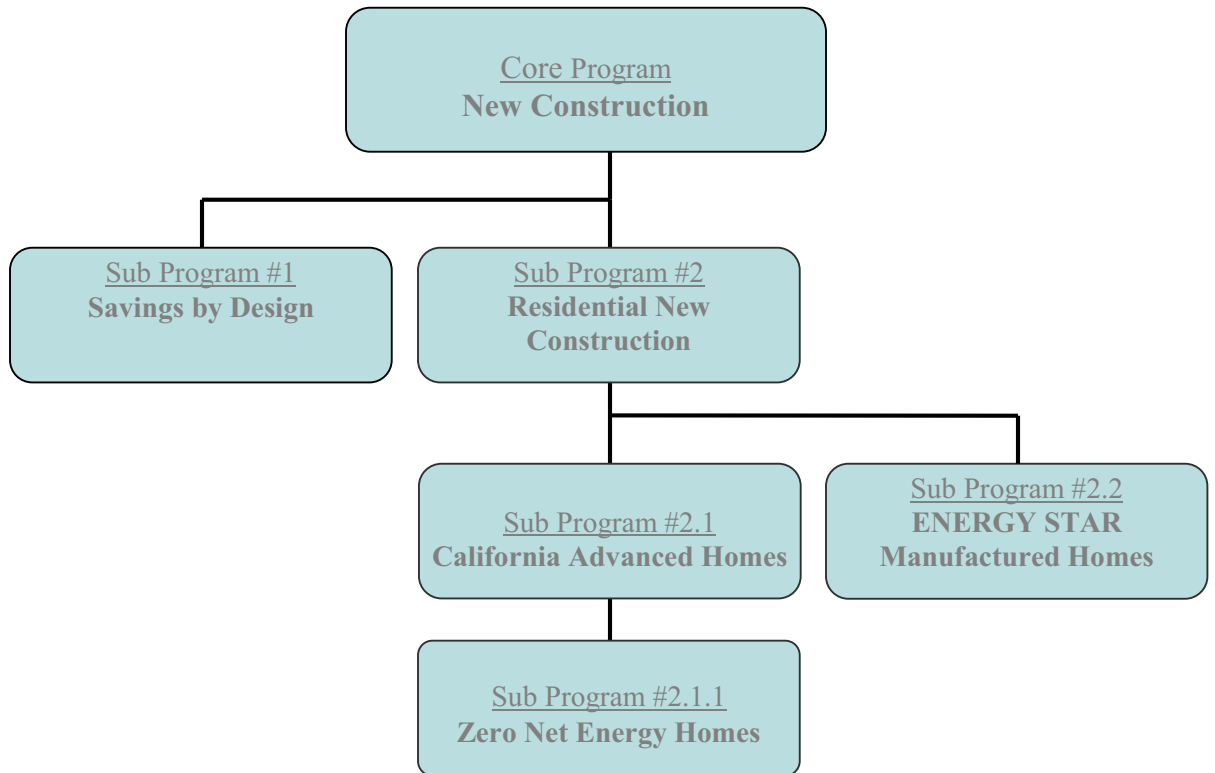 Core Program
New Construction
Sub Program #1
Savings by Design
Sub Program #2
Residential New
Construction
Sub Program #2.1
California Advanced Homes
Sub Program #2.2
ENERGY STAR
Manufactured Homes
Sub Program #2.1.1
Zero Net Energy Homes